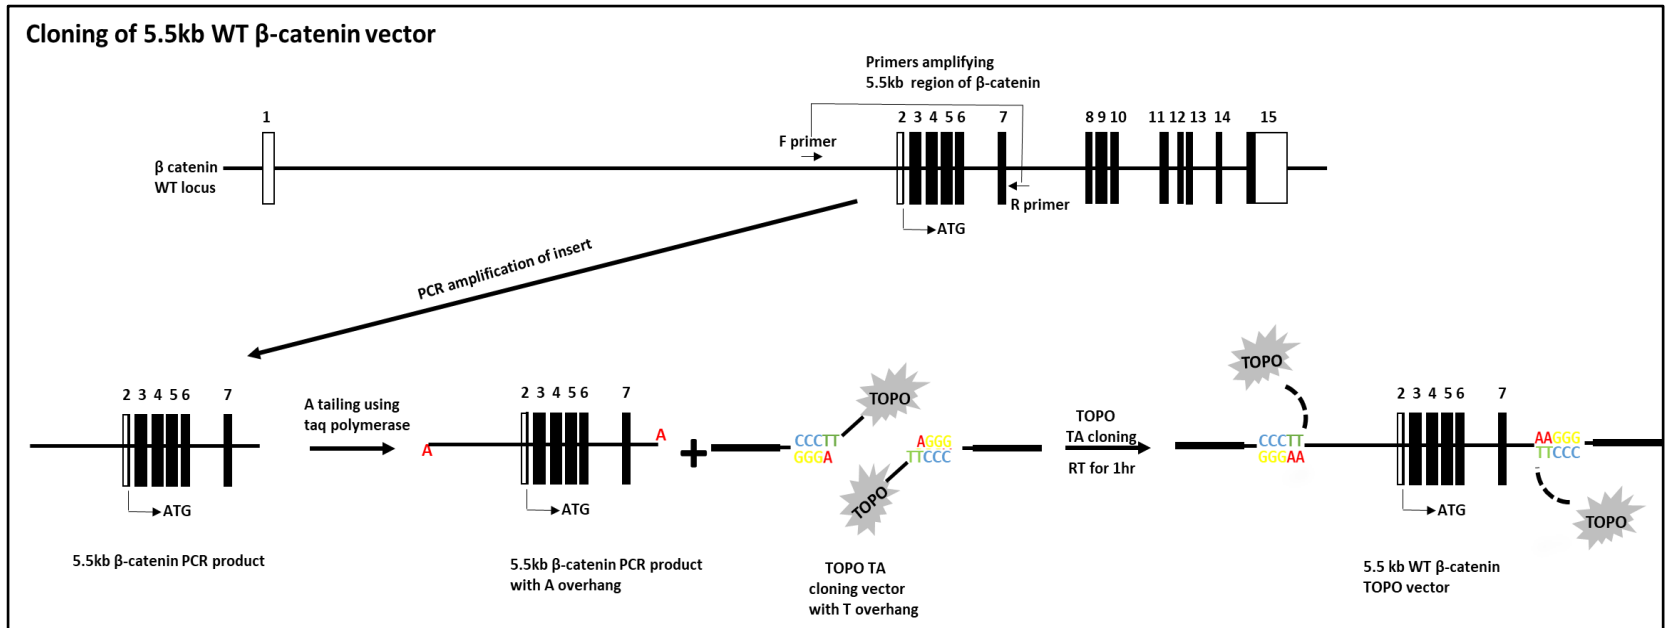 Cloning of 5.5kb WT β-catenin vector
Primers amplifying
5.5kb region of β-catenin
1
2 3 4 5 6 7 8 9 10 11 12 13 14 15
F primer
β catenin
WT locus
R primer
ATG
PCR amplification of insert
2 3 4 5 6 7
ATG
5.5kb β-catenin PCR product
A tailing using
taq polymerase
2 3 4 5 6 7
A
A
ATG
5.5kb β-catenin PCR product
with A overhang
+
TOPO
CCCTT
GGGA
AGGG
TTCCC
TOPO
TOPO TA
cloning vector
with T overhang
TOPO
TA cloning
RT for 1hr
TOPO
2 3 4 5 6 7
CCCTT
GGGAA
AAGGG
TTCCC
ATG
TOPO
5.5 kb WT β-catenin
TOPO vector